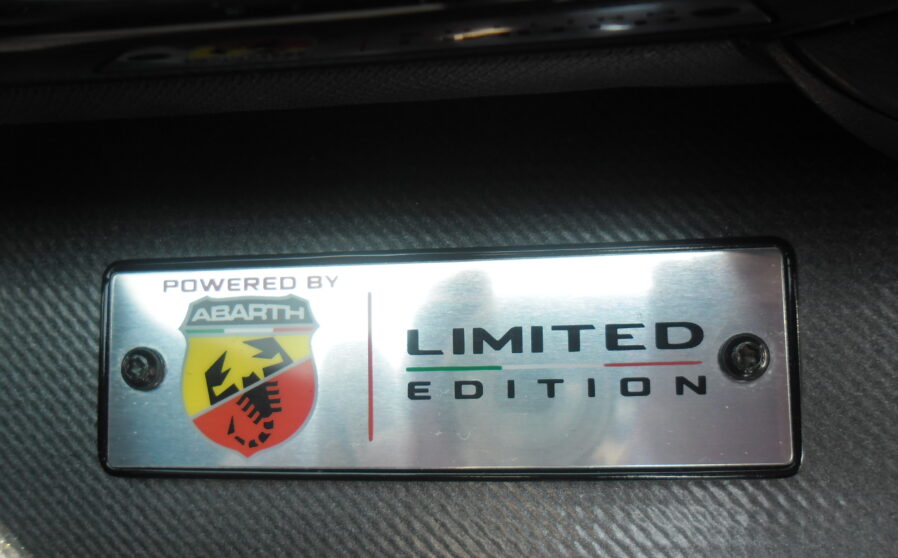 POWERED BY
ABARTH
LIMITED
EDITION